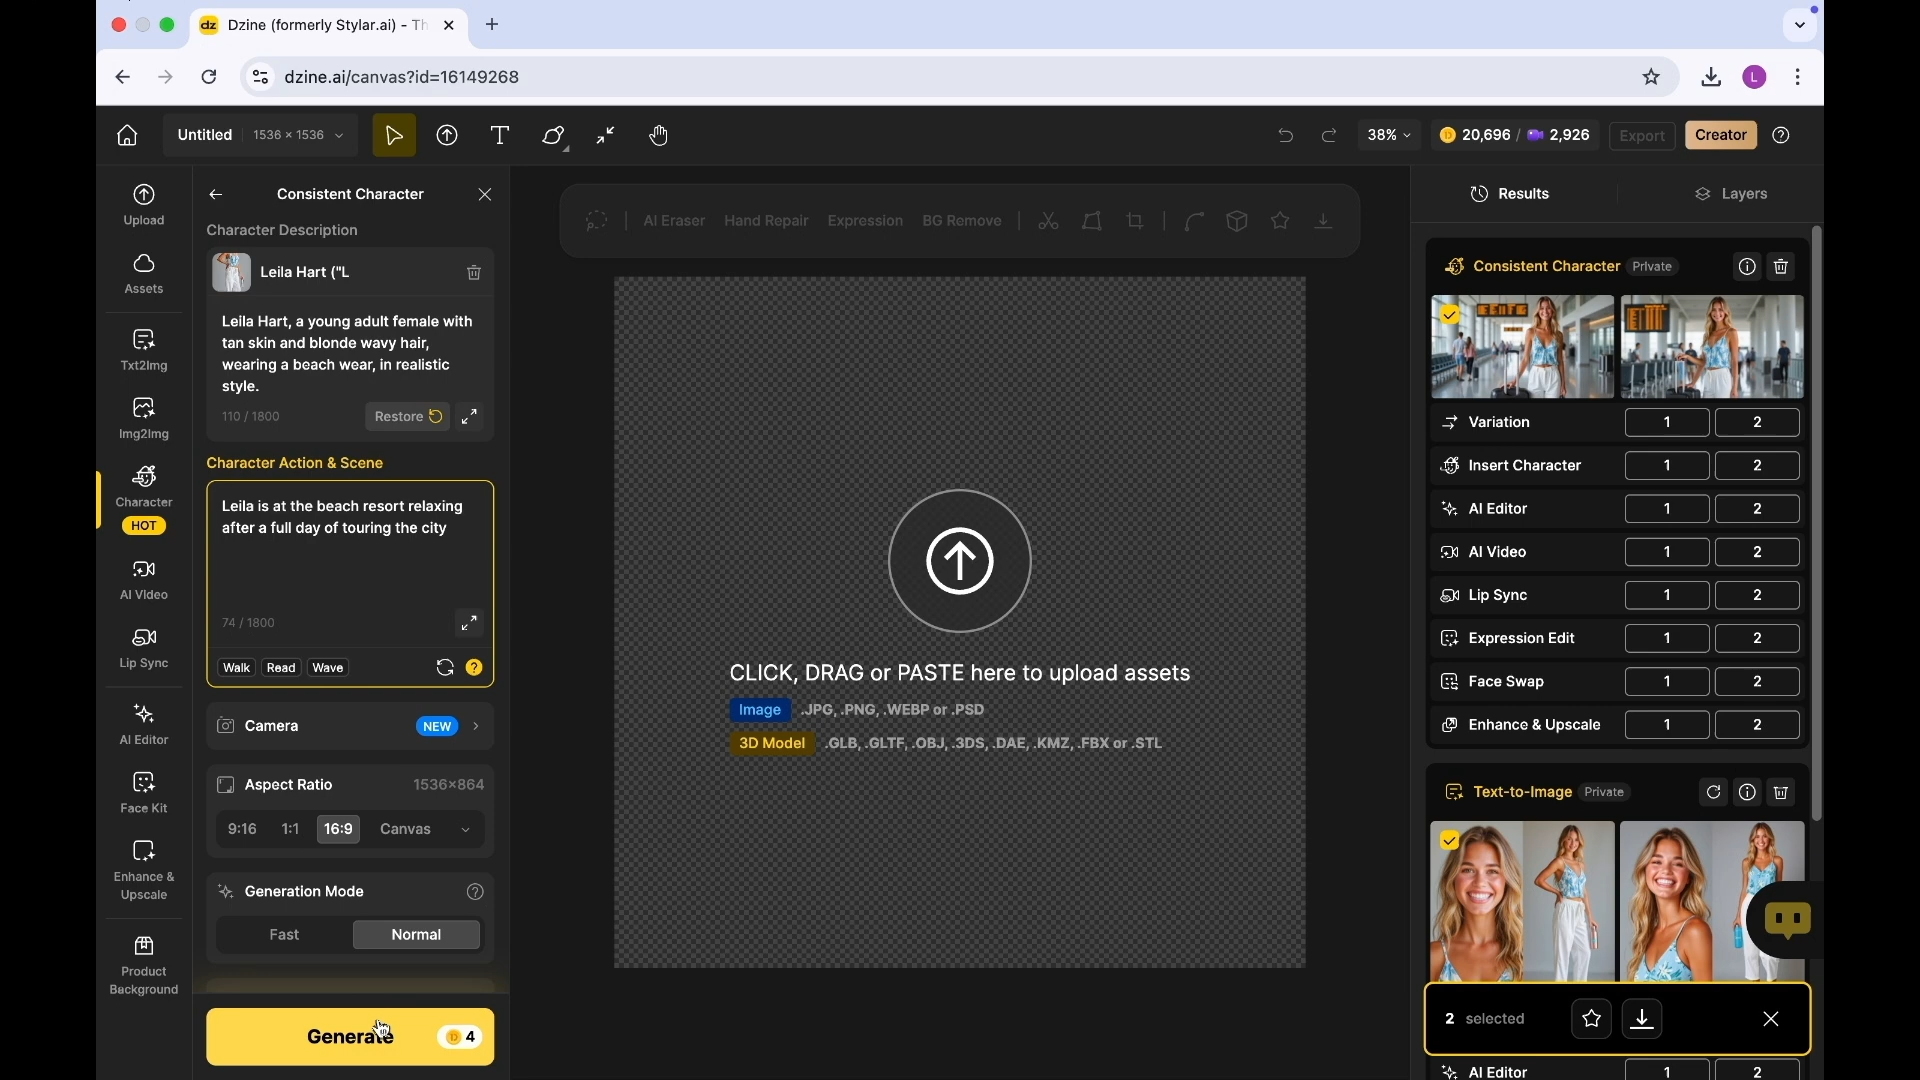 dz Dzine (formerly Stylar.ai) - Th
dzine.ai/canvas?id=16149268
L
Untitled 1536 × 1536
38%
20,696 / 2,926
Export
Creator
Upload
Assets
Txt2Img
Img2Img
Character
HOT
AI Video
Lip Sync
AI Editor
Face Kit
Enhance &
Upscale
Product
Background
Consistent Character
Character Description
Leila Hart ("L
Leila Hart, a young adult female with
tan skin and blonde wavy hair,
wearing a beach wear, in realistic
style.
110 / 1800
Restore
Character Action & Scene
Leila is at the beach resort relaxing
after a full day of touring the city
74 / 1800
Walk Read Wave
Camera NEW
Aspect Ratio 1536×864
9:16 1:1 16:9 Canvas
Generation Mode
Fast Normal
Generate 4
AI Eraser Hand Repair Expression BG Remove
CLICK, DRAG or PASTE here to upload assets
Image .JPG, .PNG, .WEBP or .PSD
3D Model .GLB, .GLTF, .OBJ, .3DS, .DAE, .KMZ, .FBX or .STL
Results Layers
Consistent Character Private
Variation 1 2
Insert Character 1 2
AI Editor 1 2
AI Video 1 2
Lip Sync 1 2
Expression Edit 1 2
Face Swap 1 2
Enhance & Upscale 1 2
Text-to-Image Private
2 selected
AI Editor 1 2